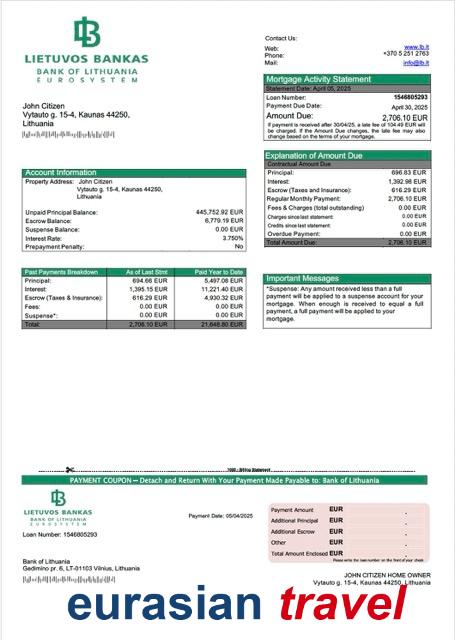 LIETUVOS BANKAS
BANK OF LITHUANIA
EUROSYSTEM
Contact Us:
Web: www.lb.lt
Phone: +370 5 251 2763
Mail: info@lb.lt
Mortgage Activity Statement
Statement Date: April 05, 2025
Loan Number: 1546805293
Payment Due Date: April 30, 2025
Amount Due: 2,706.10 EUR
If payment is received after 30/04/25, a late fee of 104.49 EUR will
be charged. If the Amount Due changes, the late fee may also
change based on the terms of your mortgage.
John Citizen
Vytauto g. 15-4, Kaunas 44250,
Lithuania
Explanation of Amount Due
Contractual Amount Due
Principal: 696.83 EUR
Interest: 1,392.98 EUR
Escrow (Taxes and Insurance): 616.29 EUR
Regular Monthly Payment: 2,706.10 EUR
Fees & Charges (total outstanding) 0.00 EUR
Charges since last statement: 0.00 EUR
Credits since last statement: 0.00 EUR
Overdue Payment: 0.00 EUR
Total Amount Due: 2,706.10 EUR
Account Information
Property Address: John Citizen
Vytauto g. 15-4, Kaunas 44250,
Lithuania
Unpaid Principal Balance: 445,752.92 EUR
Escrow Balance: 6,779.19 EUR
Suspense Balance: 0.00 EUR
Interest Rate: 3.750%
Prepayment Penalty: No
Past Payments Breakdown As of Last Stmt Paid Year to Date
Principal: 694.66 EUR 5,497.08 EUR
Interest: 1,395.15 EUR 11,221.40 EUR
Escrow (Taxes & Insurance): 616.29 EUR 4,930.32 EUR
Fees: 0.00 EUR 0.00 EUR
Suspense*: 0.00 EUR 0.00 EUR
Total: 2,706.10 EUR 21,648.80 EUR
Important Messages
*Suspense: Any amount received less than a full
payment will be applied to a suspense account for your
mortgage. When enough is received to equal a full
payment, a full payment will be applied to your
mortgage.
PAYMENT COUPON – Detach and Return With Your Payment Made Payable to: Bank of Lithuania
LIETUVOS BANKAS
BANK OF LITHUANIA
EUROSYSTEM
Loan Number: 1546805293
Payment Date: 05/04/2025
Payment Amount EUR .
Additional Principal EUR .
Additional Escrow EUR .
Other EUR .
Total Amount Enclosed EUR .
Please write the loan number on the front of your check
Bank of Lithuania
Gedimino pr. 6, LT-01103 Vilnius, Lithuania
JOHN CITIZEN HOME OWNER
Vytauto g. 15-4, Kaunas 44250,
eurasian travel